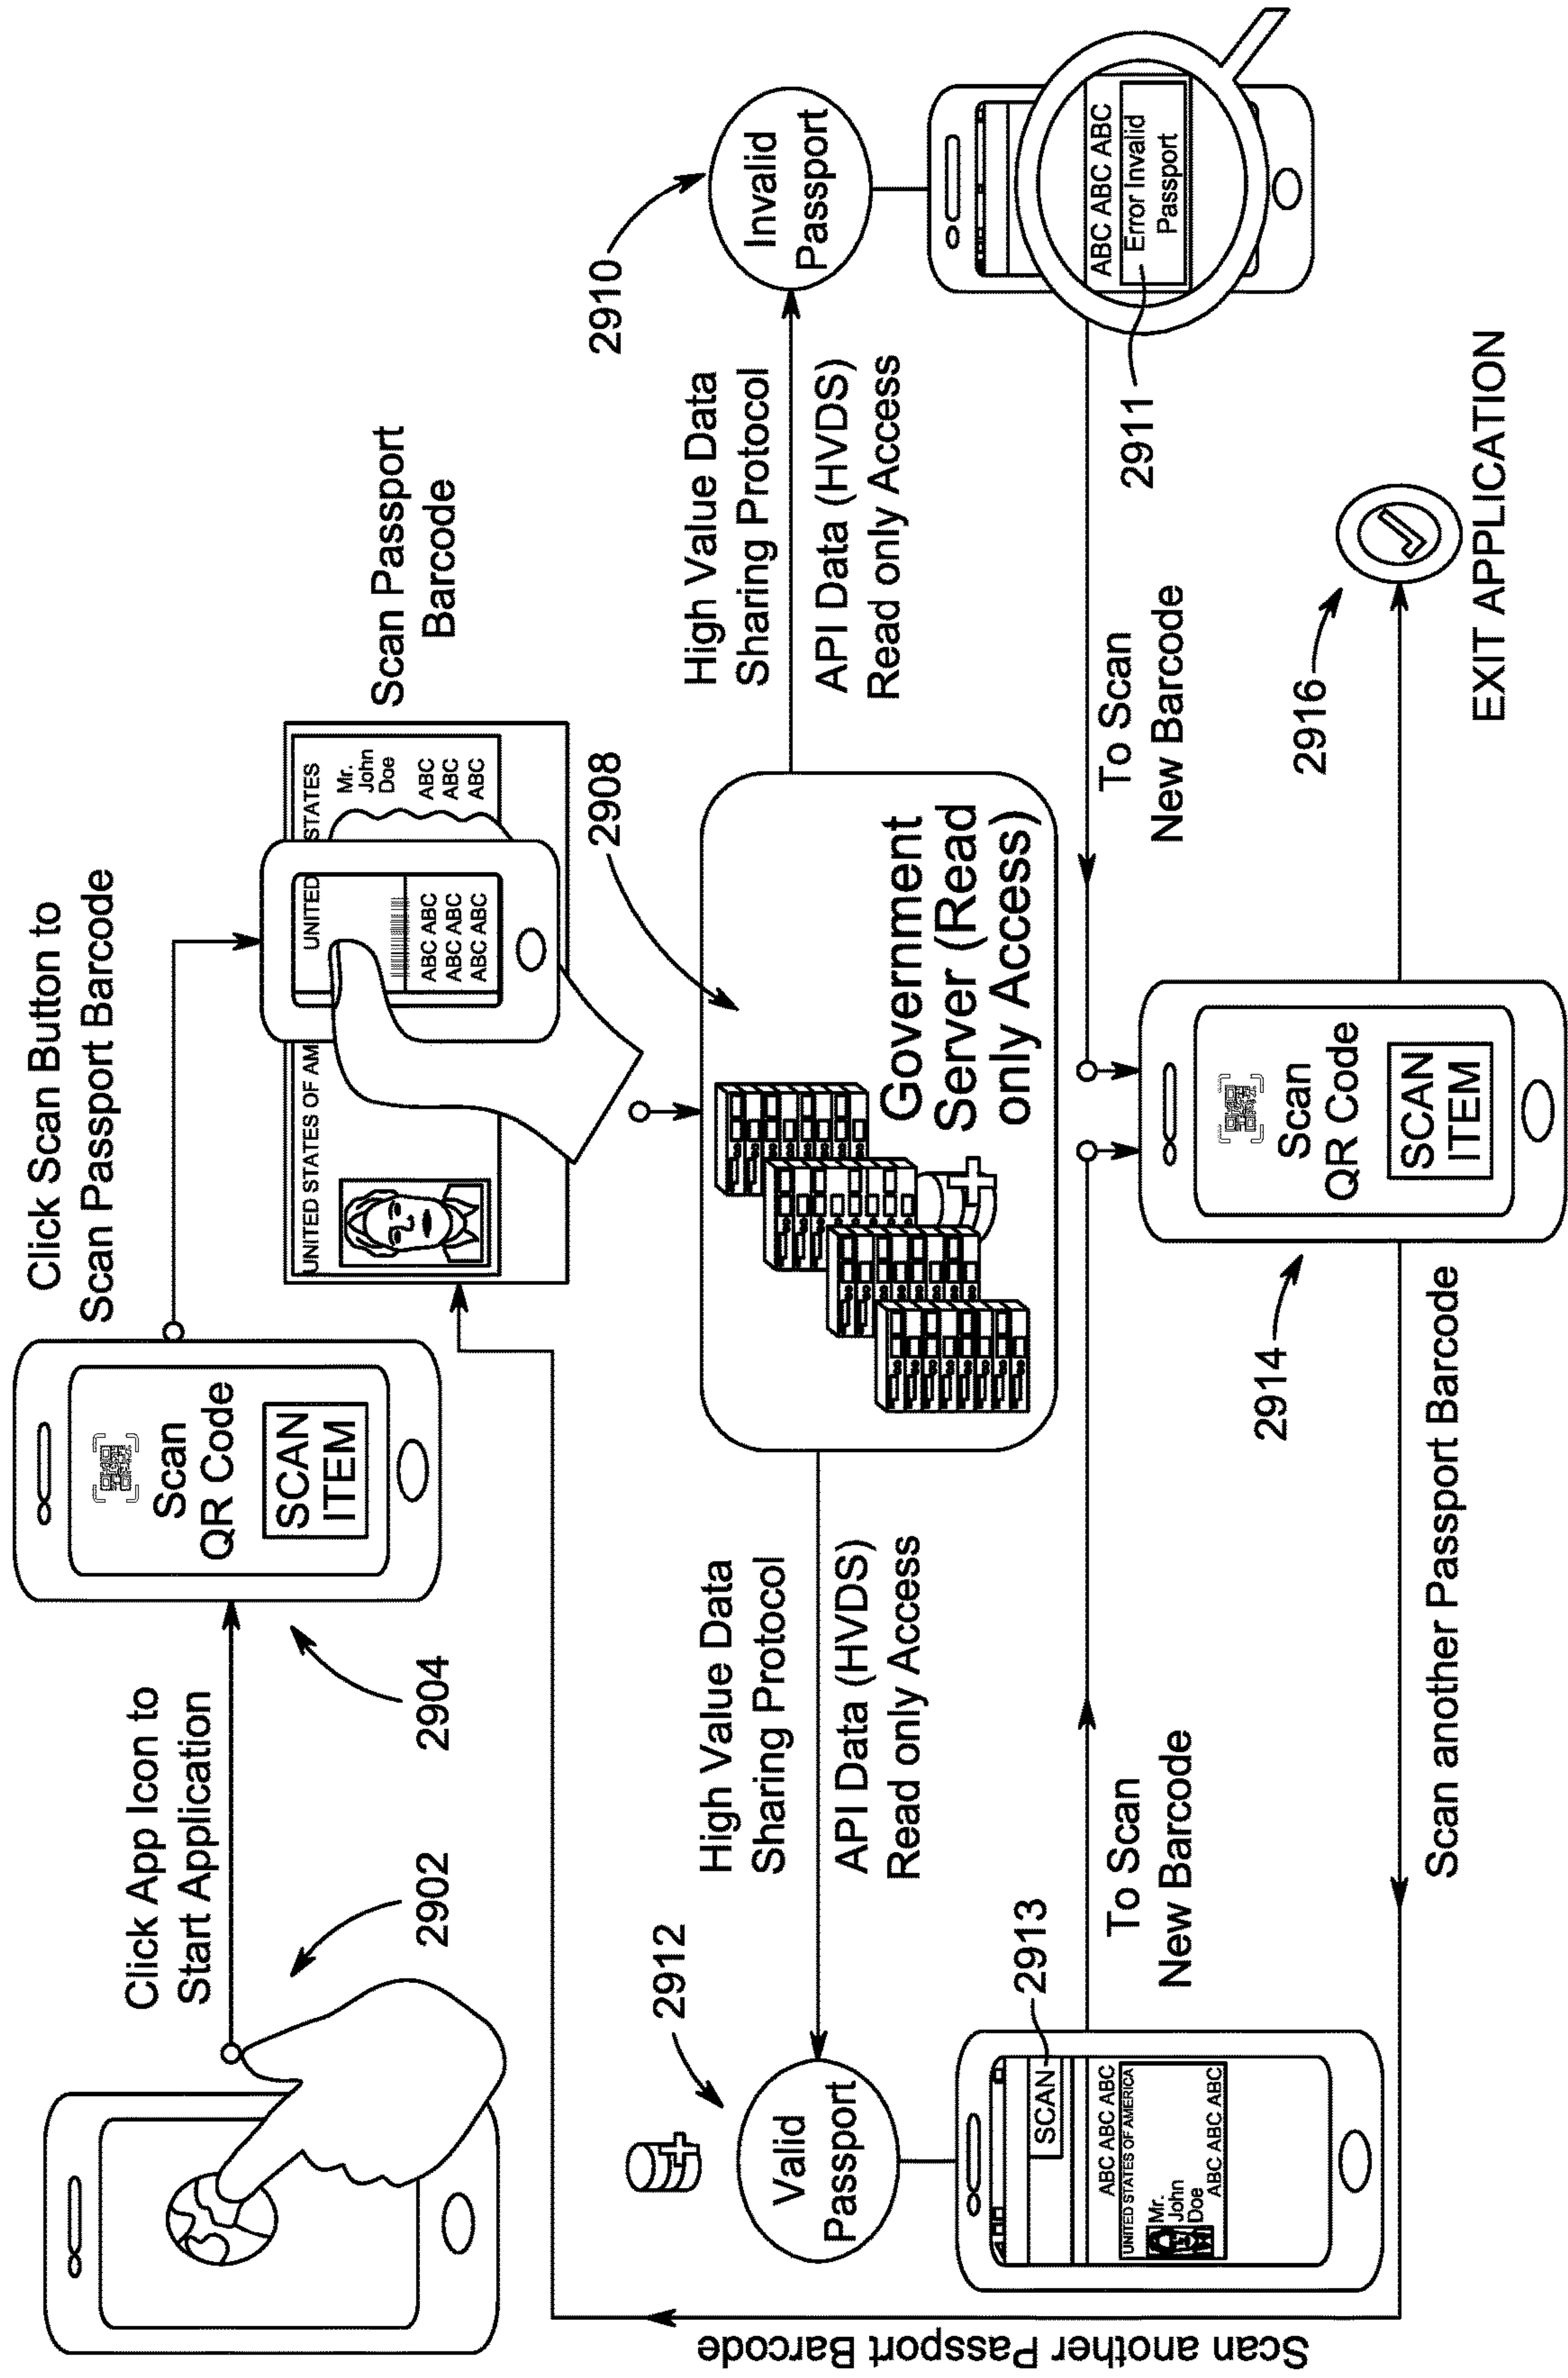 Click App Icon to
Start Application
2902
2904
Scan
QR Code
SCAN
ITEM
Click Scan Button to
Scan Passport Barcode
UNITED STATES OF AM
STATES
UNITED
ABC ABC
ABC ABC
ABC ABC
Mr.
John
Doe
ABC
ABC
ABC
Scan Passport
Barcode
2908
Government
Server (Read
only Access)
High Value Data
Sharing Protocol
API Data (HVDS)
Read only Access
2910
Invalid
Passport
ABC ABC ABC
Error Invalid
Passport
2911
High Value Data
Sharing Protocol
API Data (HVDS)
Read only Access
2912
Valid
Passport
SCAN
2913
ABC ABC ABC
UNITED STATES OF AMERICA
Mr.
John
Doe
ABC ABC ABC
To Scan
New Barcode
To Scan
New Barcode
2914
Scan
QR Code
SCAN
ITEM
2916
EXIT APPLICATION
Scan another Passport Barcode
Scan another Passport Barcode